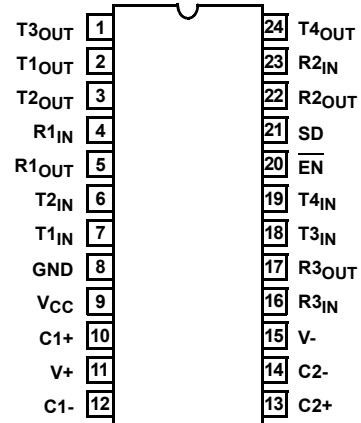 T3OUT 1 24 T4OUT
T1OUT 2 23 R2IN
T2OUT 3 22 R2OUT
R1IN 4 21 SD
R1OUT 5 20 EN
T2IN 6 19 T4IN
T1IN 7 18 T3IN
GND 8 17 R3OUT
VCC 9 16 R3IN
C1+ 10 15 V-
V+ 11 14 C2-
C1- 12 13 C2+